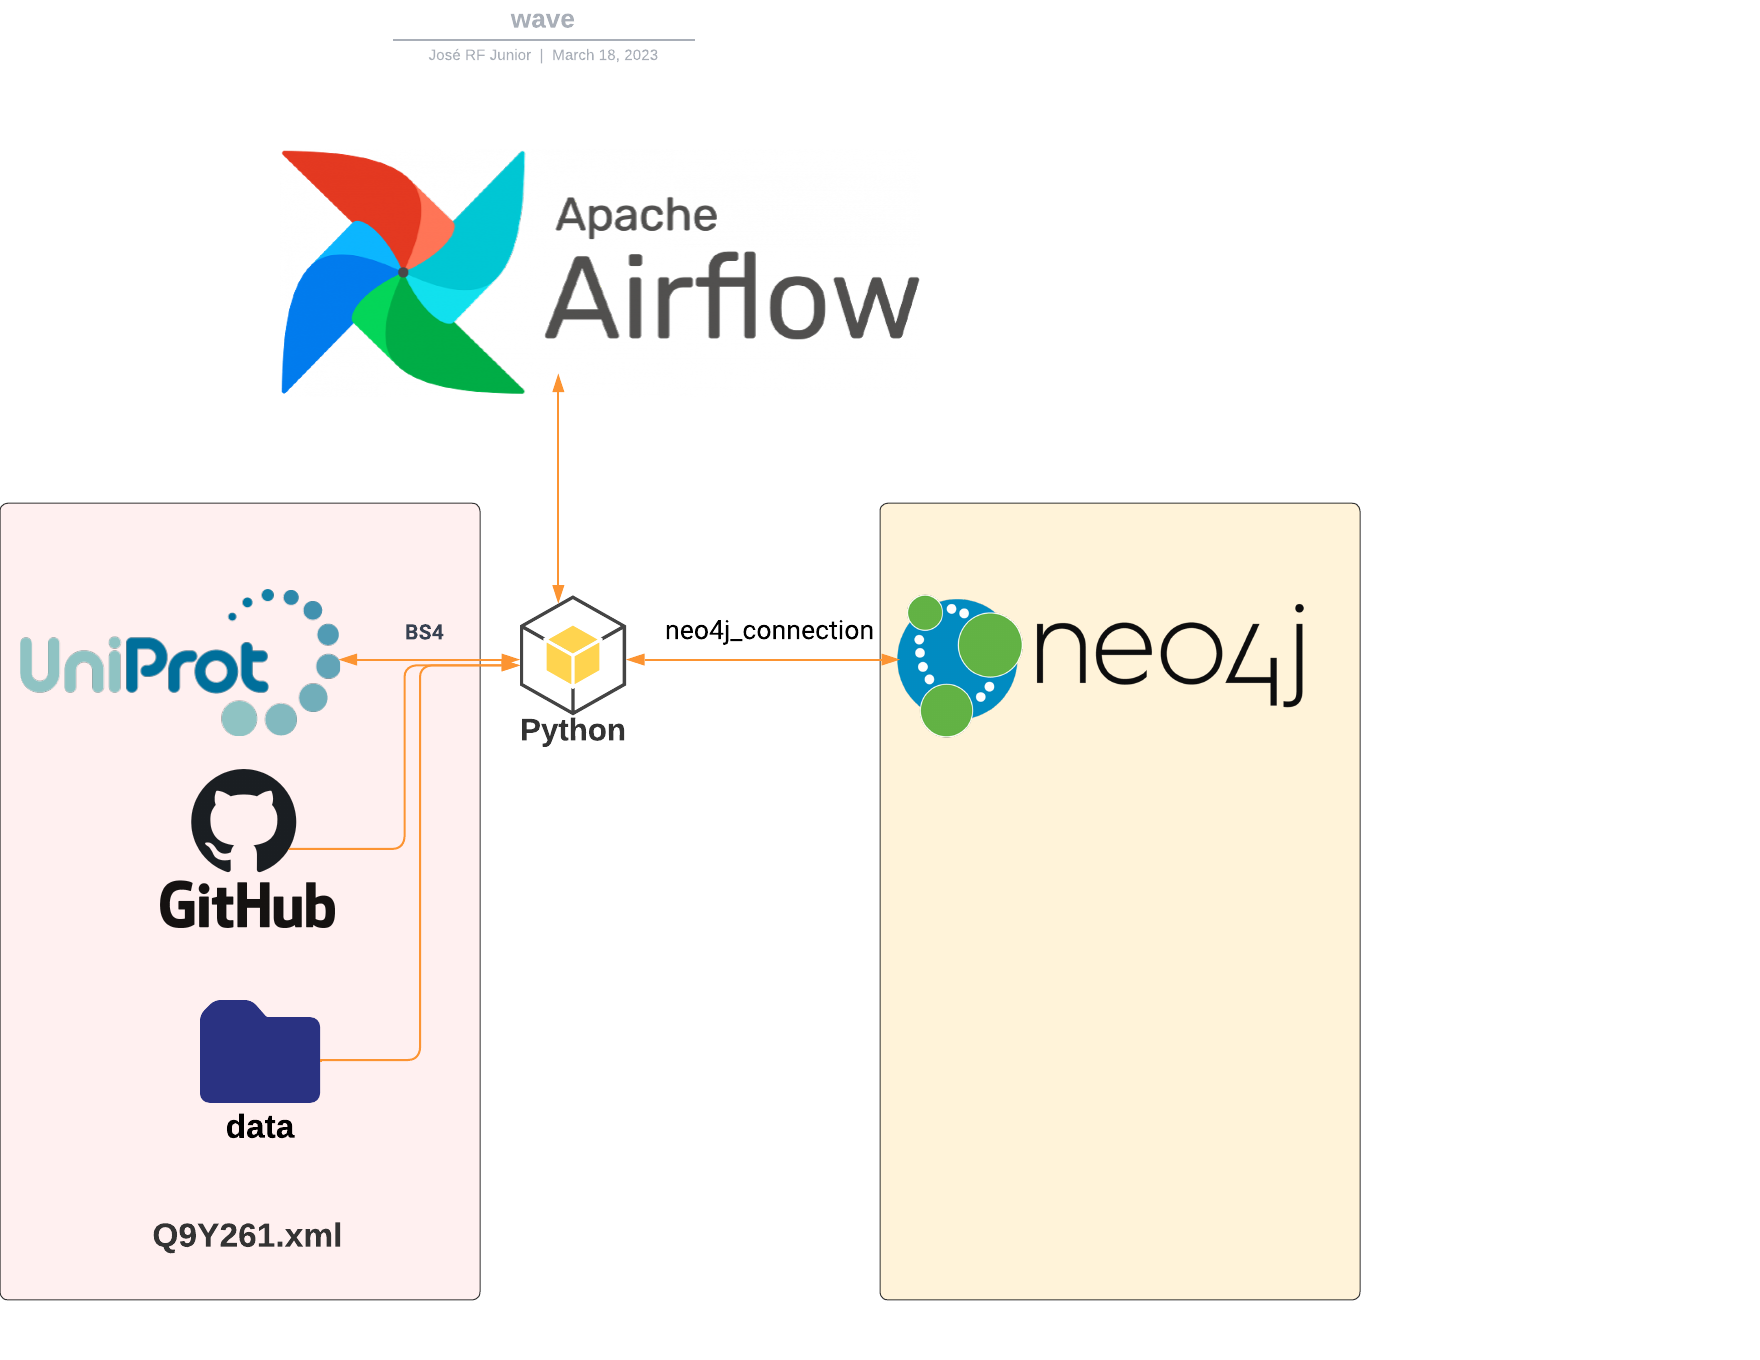 wave
José RF Junior | March 18, 2023
Apache
Airflow
UniProt
BS4
neo4j_connection
neo4j
Python
GitHub
data
Q9Y261.xml